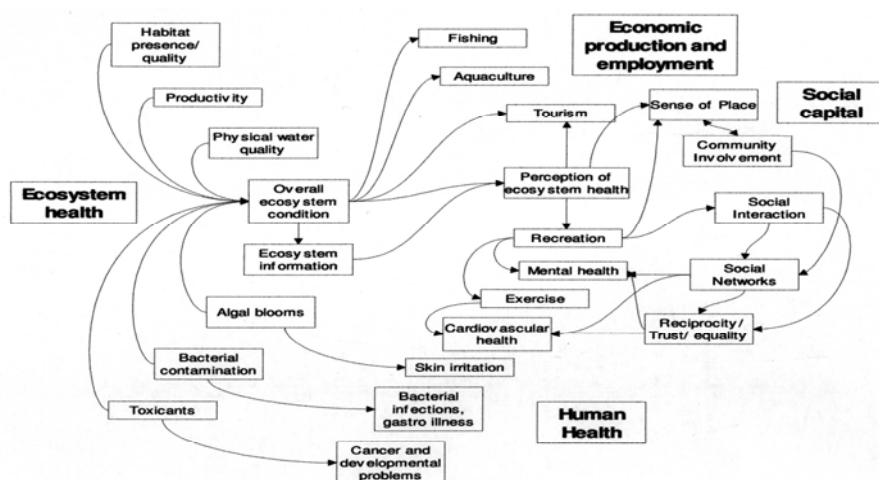 Habitat
presence/
quality
Fishing
Economic
production and
employment
Aquaculture
Productivity
Sense of Place
Social
capital
Tourism
Physical water
quality
Community
Involvement
Perception of
ecosystem health
Ecosystem
health
Overall
ecosystem
condition
Social
Interaction
Recreation
Ecosystem
information
Mental health
Social
Networks
Exercise
Algal blooms
Cardiovascular
health
Reciprocity/
Trust/ equality
Bacterial
contamination
Skin irritation
Toxicants
Bacterial
infections,
gastro illness
Human
Health
Cancer and
developmental
problems